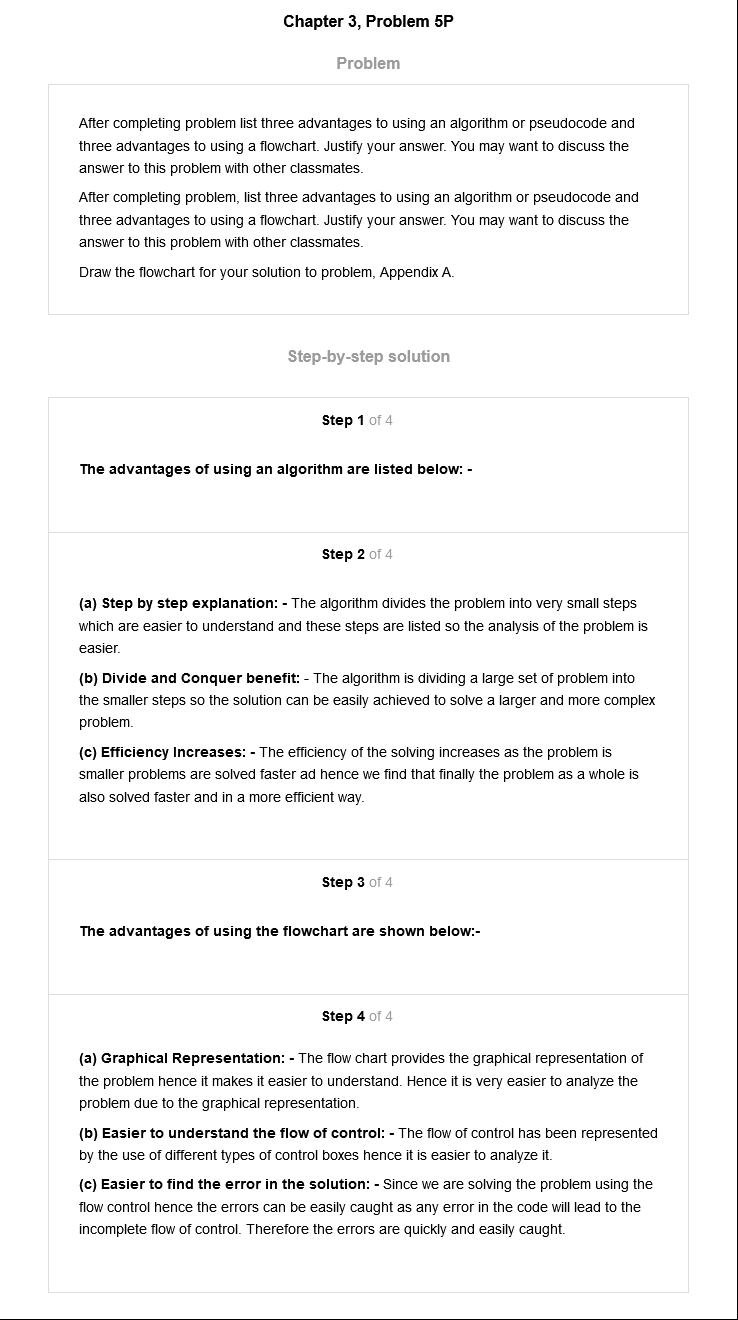 Chapter 3, Problem 5P
Problem
After completing problem list three advantages to using an algorithm or pseudocode and
three advantages to using a flowchart. Justify your answer. You may want to discuss the
answer to this problem with other classmates.
After completing problem, list three advantages to using an algorithm or pseudocode and
three advantages to using a flowchart. Justify your answer. You may want to discuss the
answer to this problem with other classmates.
Draw the flowchart for your solution to problem, Appendix A.
Step-by-step solution
Step 1 of 4
The advantages of using an algorithm are listed below: -
Step 2 of 4
(a) Step by step explanation: - The algorithm divides the problem into very small steps
which are easier to understand and these steps are listed so the analysis of the problem is
easier.
(b) Divide and Conquer benefit: - The algorithm is dividing a large set of problem into
the smaller steps so the solution can be easily achieved to solve a larger and more complex
problem.
(c) Efficiency Increases: - The efficiency of the solving increases as the problem is
smaller problems are solved faster ad hence we find that finally the problem as a whole is
also solved faster and in a more efficient way.
Step 3 of 4
The advantages of using the flowchart are shown below:-
Step 4 of 4
(a) Graphical Representation: - The flow chart provides the graphical representation of
the problem hence it makes it easier to understand. Hence it is very easier to analyze the
problem due to the graphical representation.
(b) Easier to understand the flow of control: - The flow of control has been represented
by the use of different types of control boxes hence it is easier to analyze it.
(c) Easier to find the error in the solution: - Since we are solving the problem using the
flow control hence the errors can be easily caught as any error in the code will lead to the
incomplete flow of control. Therefore the errors are quickly and easily caught.